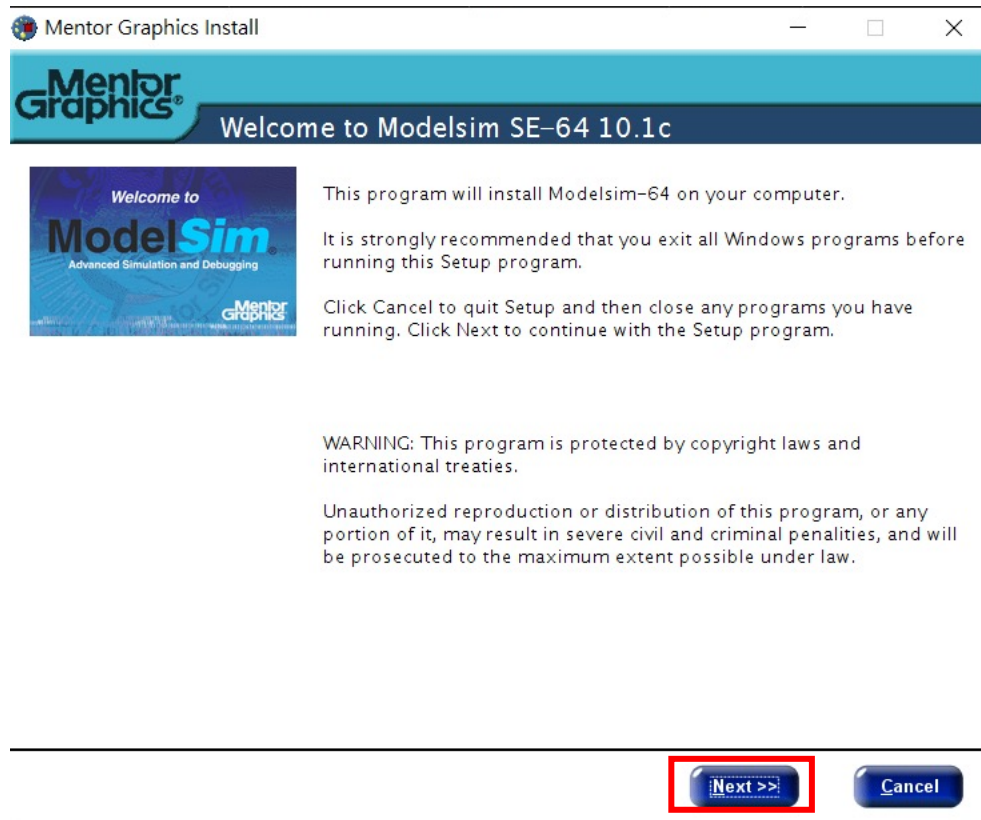 Mentor Graphics Install
Mentor
Graphics®
Welcome to Modelsim SE-64 10.1c
Welcome to
ModelSim®
Advanced Simulation and Debugging
Mentor
Graphics
This program will install Modelsim-64 on your computer.
It is strongly recommended that you exit all Windows programs before
running this Setup program.
Click Cancel to quit Setup and then close any programs you have
running. Click Next to continue with the Setup program.
WARNING: This program is protected by copyright laws and
international treaties.
Unauthorized reproduction or distribution of this program, or any
portion of it, may result in severe civil and criminal penalities, and will
be prosecuted to the maximum extent possible under law.
Next >>
Cancel